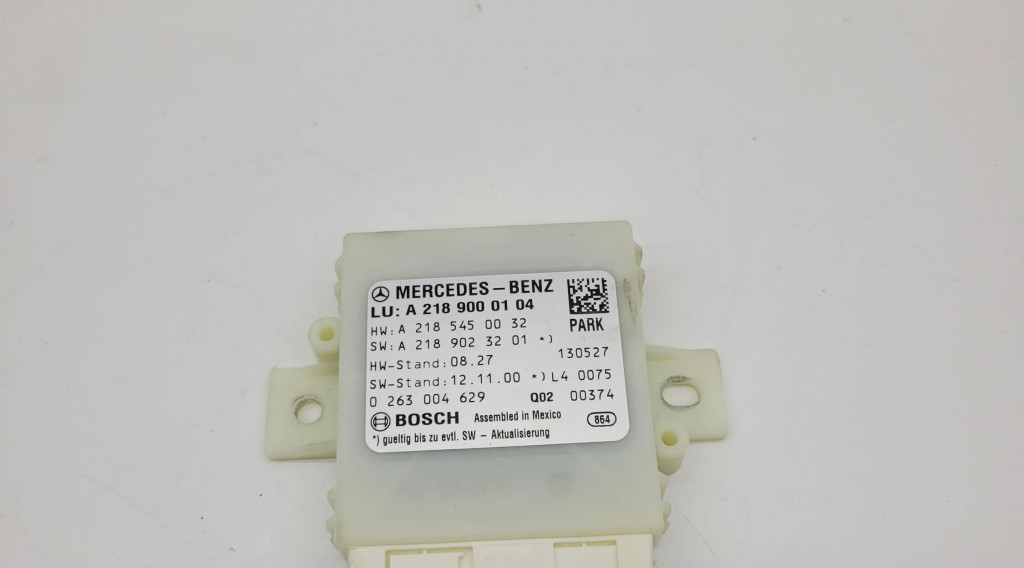 MERCEDES-BENZ
LU: A 218 900 01 04
HW: A 218 545 00 32 PARK
SW: A 218 902 32 01 *)
HW-Stand: 08.27 130527
SW-Stand: 12.11.00 *) L4 0075
0 263 004 629 Q02 00374
BOSCH Assembled in Mexico 864
*) gueltig bis zu evtl. SW - Aktualisierung